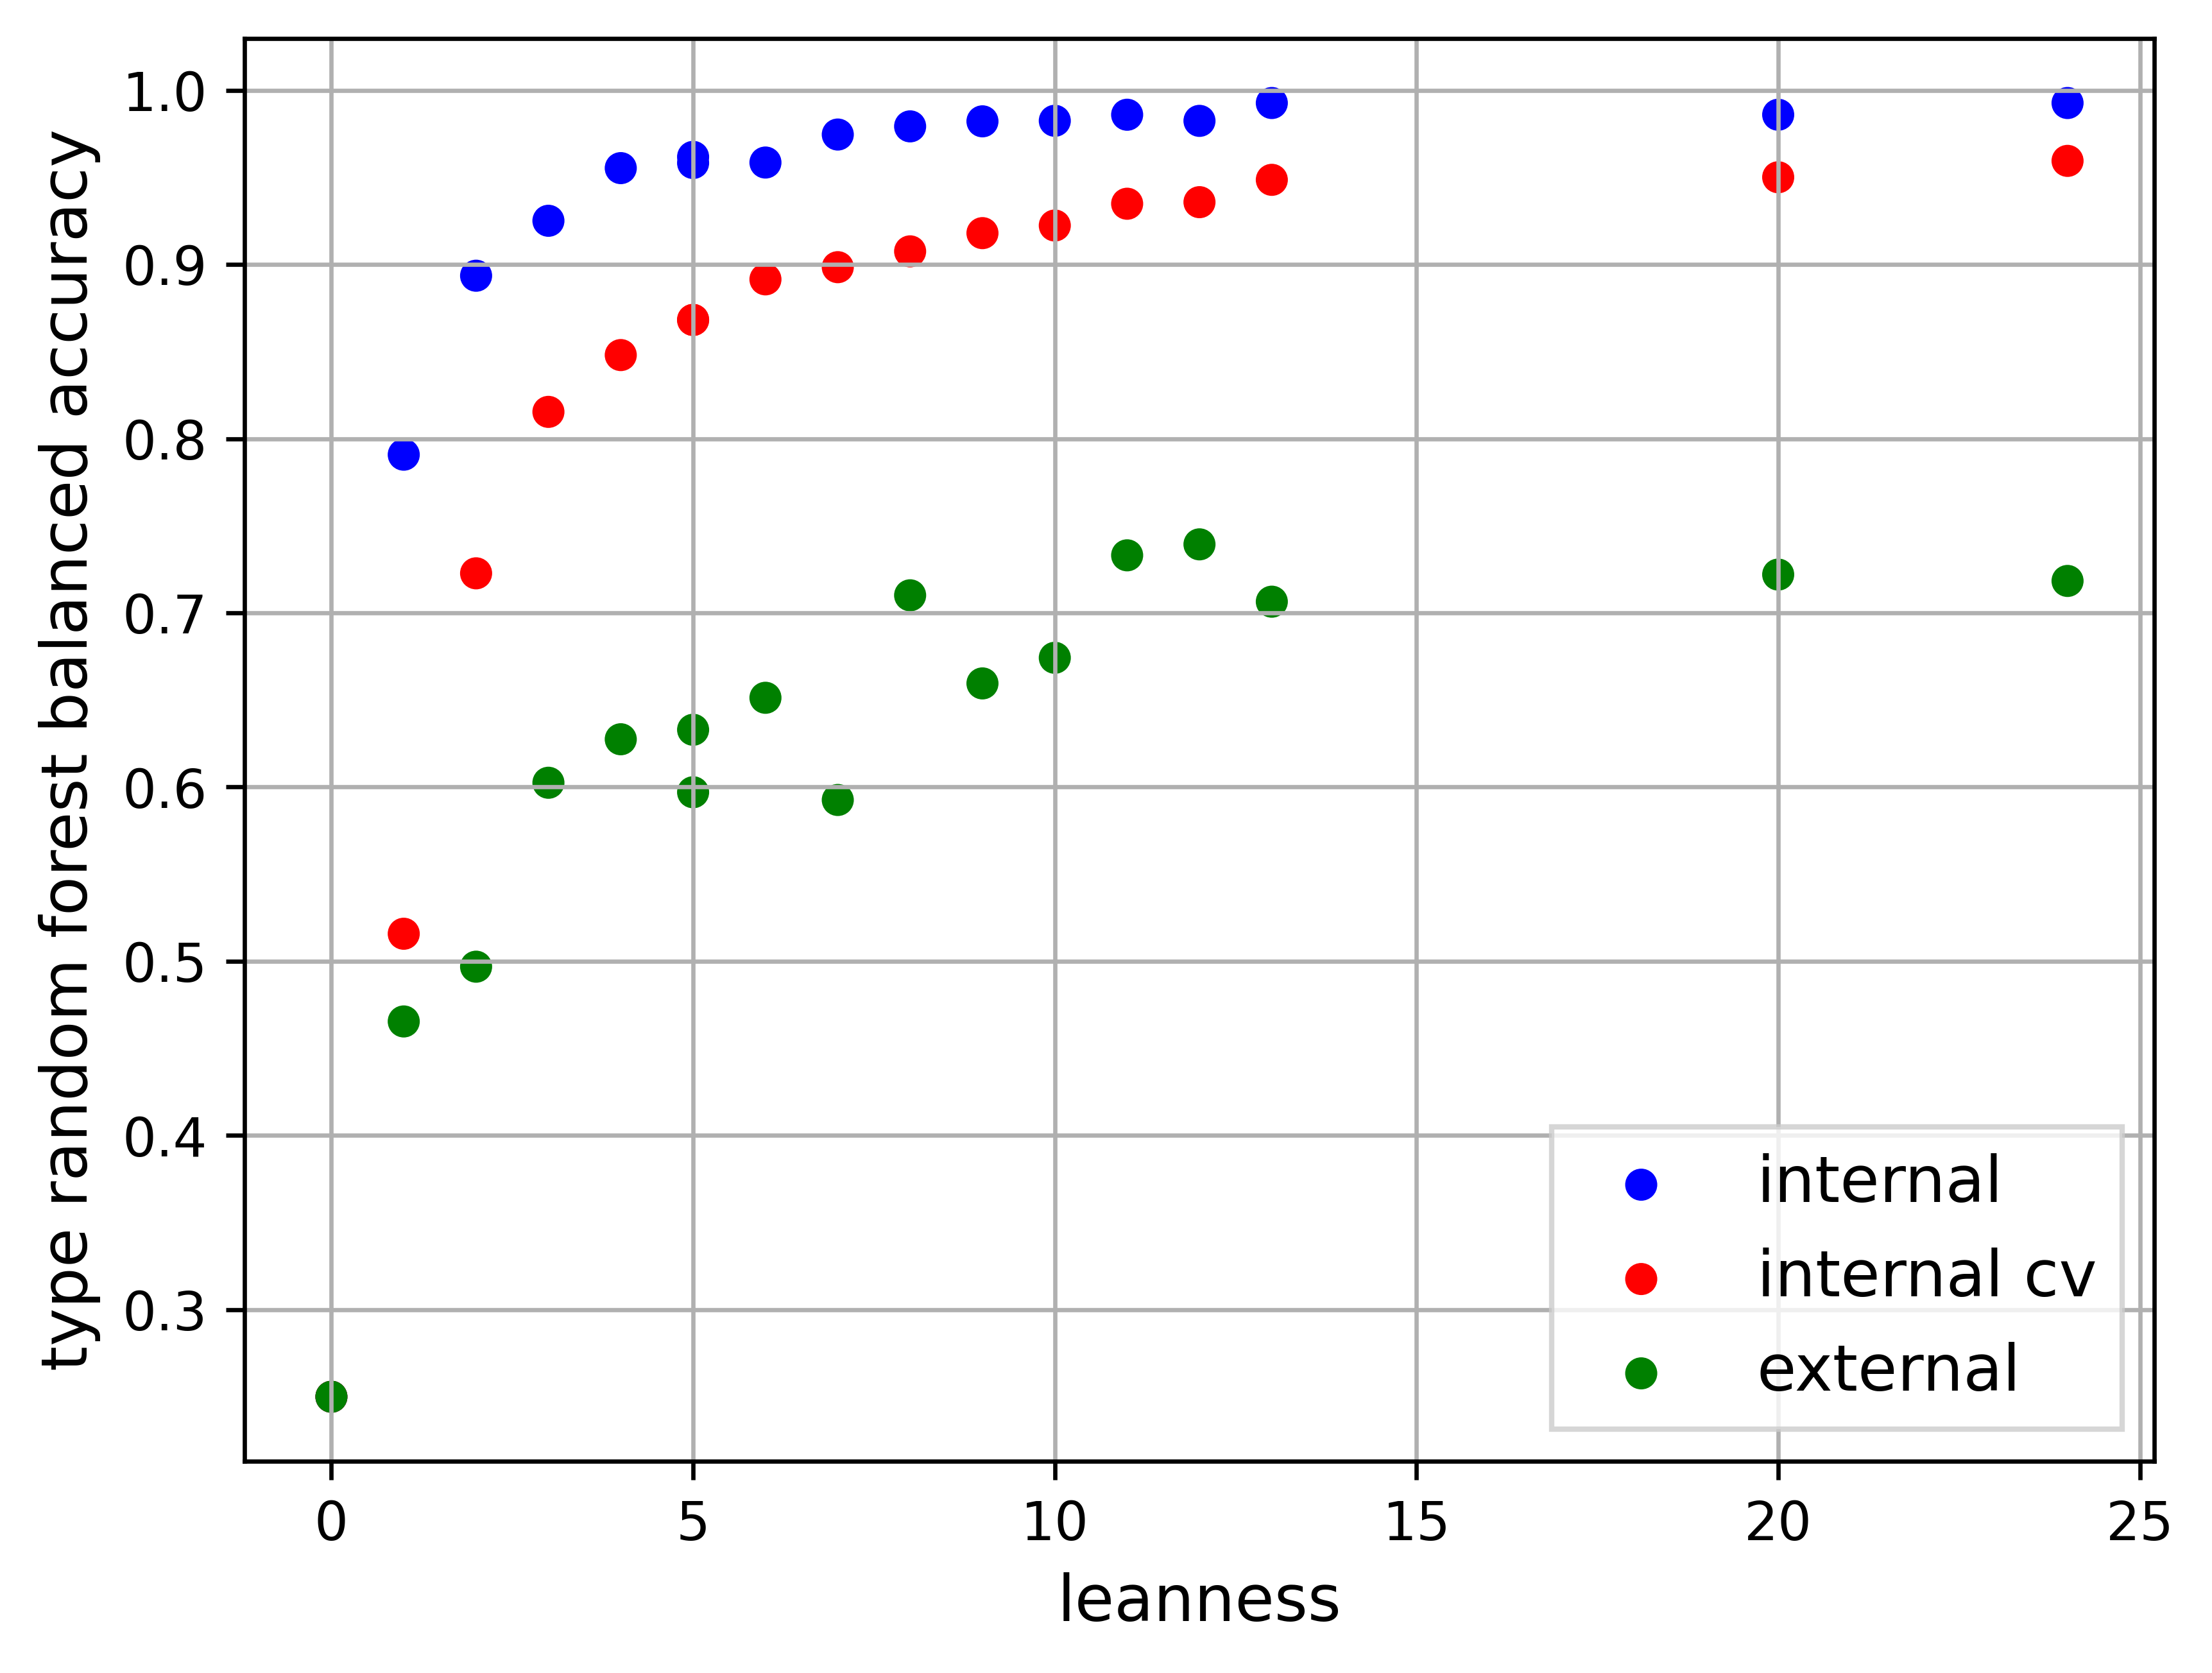 type random forest balanced accuracy
1.0
0.9
0.8
0.7
0.6
0.5
0.4
0.3
internal
internal cv
external
0 5 10 15 20 25
leanness